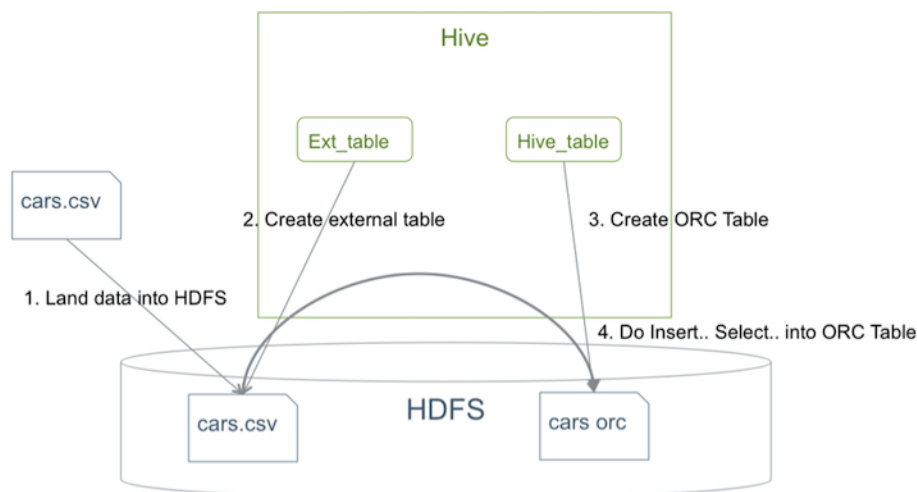 Hive
Ext_table
Hive_table
cars.csv
2. Create external table
3. Create ORC Table
1. Land data into HDFS
4. Do Insert.. Select.. into ORC Table
HDFS
cars.csv
cars orc